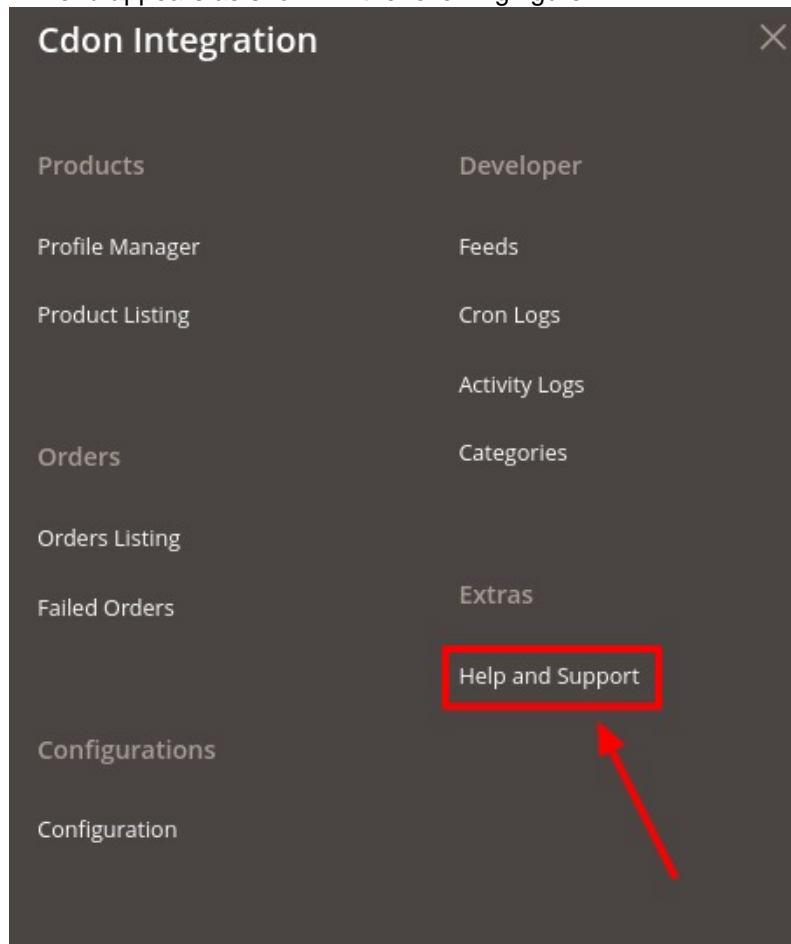 Cdon Integration
Products
Profile Manager
Product Listing
Orders
Orders Listing
Failed Orders
Configurations
Configuration
Developer
Feeds
Cron Logs
Activity Logs
Categories
Extras
Help and Support